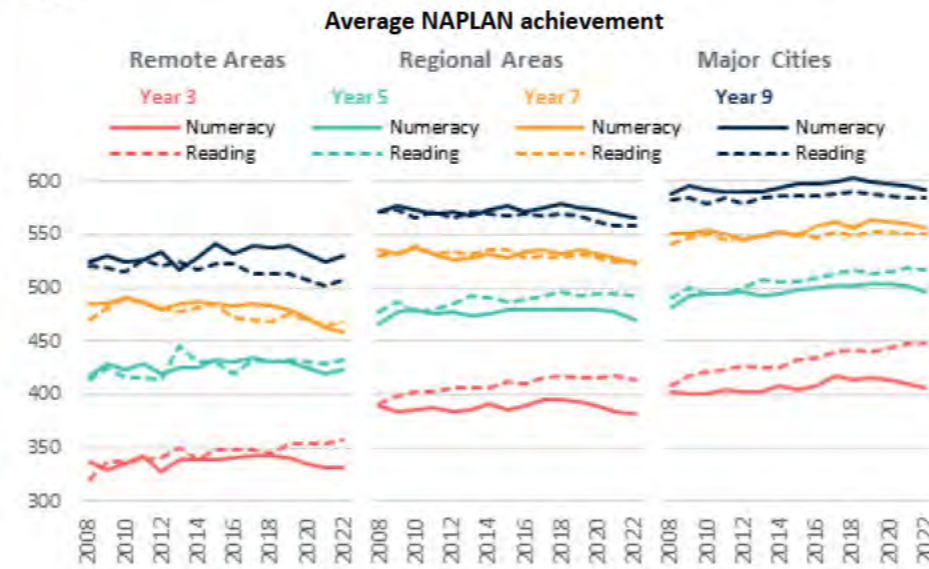 Average NAPLAN achievement
Remote Areas Regional Areas Major Cities
Year 3 Year 5 Year 7 Year 9
Numeracy Numeracy Numeracy Numeracy
Reading Reading Reading Reading
600
550
500
450
400
350
300
2008 2010 2012 2014 2016 2018 2020 2022 2008 2010 2012 2014 2016 2018 2020 2022 2008 2010 2012 2014 2016 2018 2020 2022